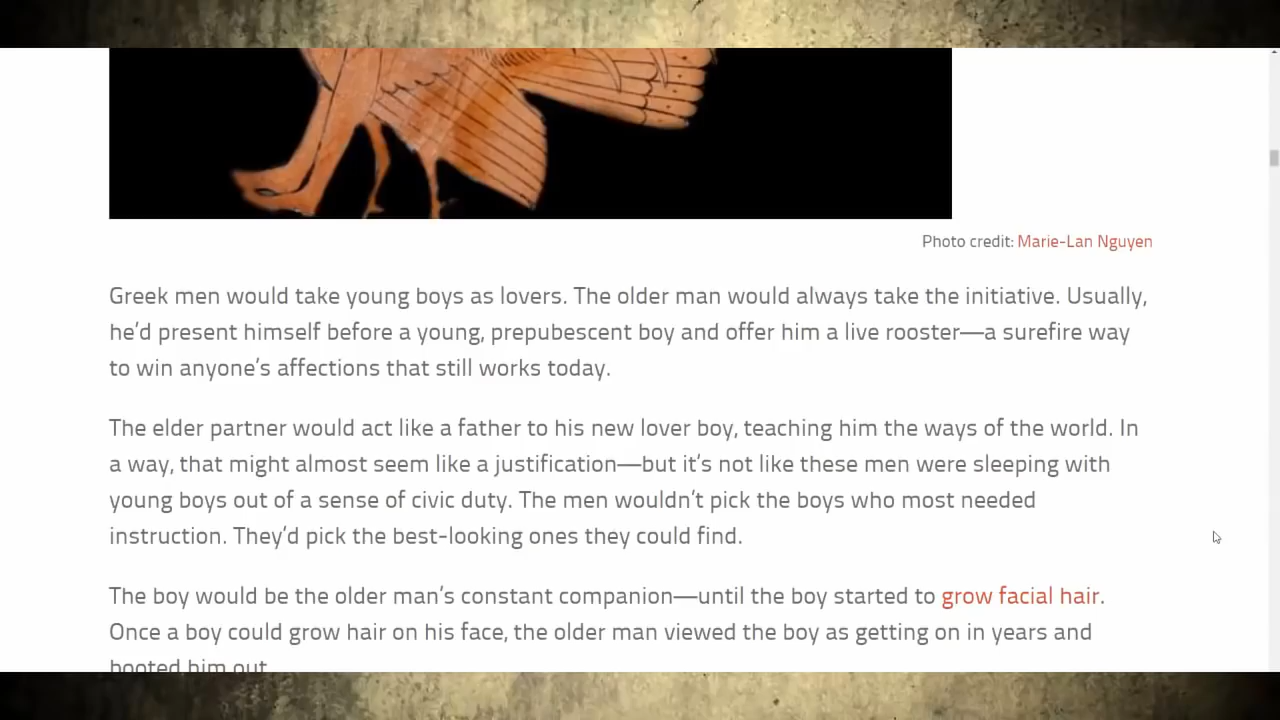 Photo credit: Marie-Lan Nguyen
Greek men would take young boys as lovers. The older man would always take the initiative. Usually,
he’d present himself before a young, prepubescent boy and offer him a live rooster—a surefire way
to win anyone’s affections that still works today.
The elder partner would act like a father to his new lover boy, teaching him the ways of the world. In
a way, that might almost seem like a justification—but it’s not like these men were sleeping with
young boys out of a sense of civic duty. The men wouldn’t pick the boys who most needed
instruction. They’d pick the best-looking ones they could find.
The boy would be the older man’s constant companion—until the boy started to grow facial hair.
Once a boy could grow hair on his face, the older man viewed the boy as getting on in years and
booted him out.